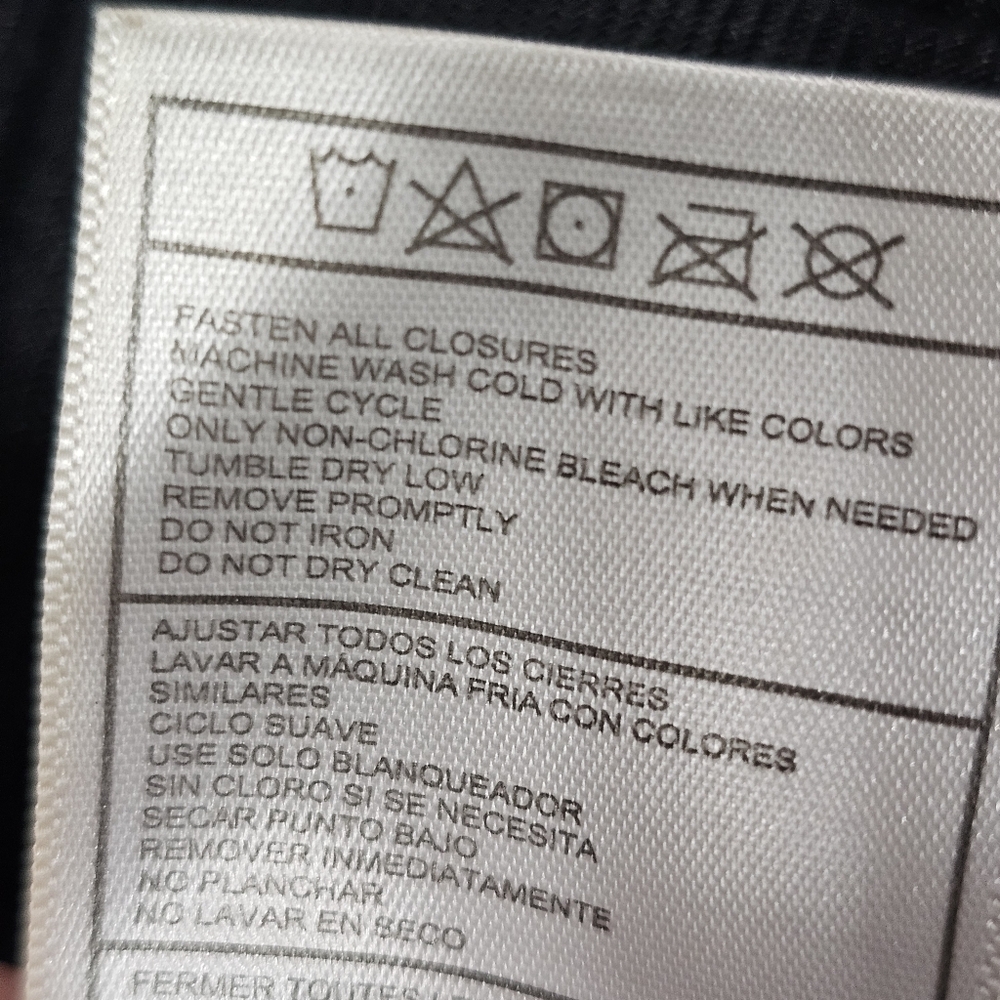 FASTEN ALL CLOSURES
MACHINE WASH COLD WITH LIKE COLORS
GENTLE CYCLE
ONLY NON-CHLORINE BLEACH WHEN NEEDED
TUMBLE DRY LOW
REMOVE PROMPTLY
DO NOT IRON
DO NOT DRY CLEAN
AJUSTAR TODOS LOS CIERRES
LAVAR A MÁQUINA FRIA CON COLORES
SIMILARES
CICLO SUAVE
USE SOLO BLANQUEADOR
SIN CLORO SI SE NECESITA
SECAR PUNTO BAJO
REMOVER INMEDIATAMENTE
NO PLANCHAR
NO LAVAR EN SECO
FERMER TOUTES